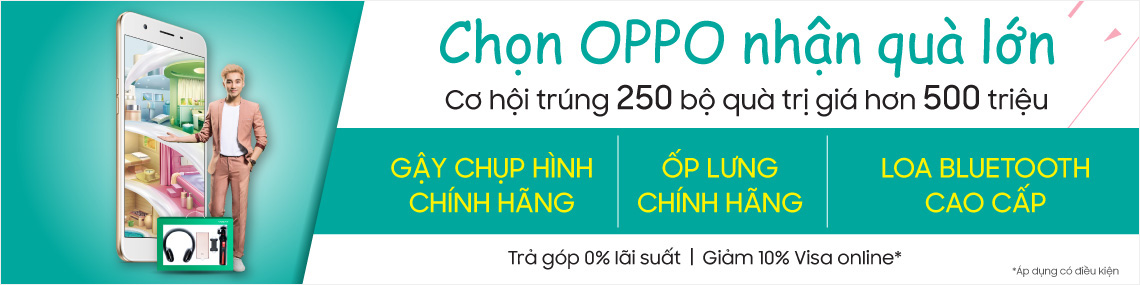 Chọn OPPO nhận quà lớn
Cơ hội trúng 250 bộ quà trị giá hơn 500 triệu
GẬY CHỤP HÌNH
CHÍNH HÃNG
ỐP LƯNG
CHÍNH HÃNG
LOA BLUETOOTH
CAO CẤP
Trả góp 0% lãi suất | Giảm 10% Visa online*
*Áp dụng có điều kiện